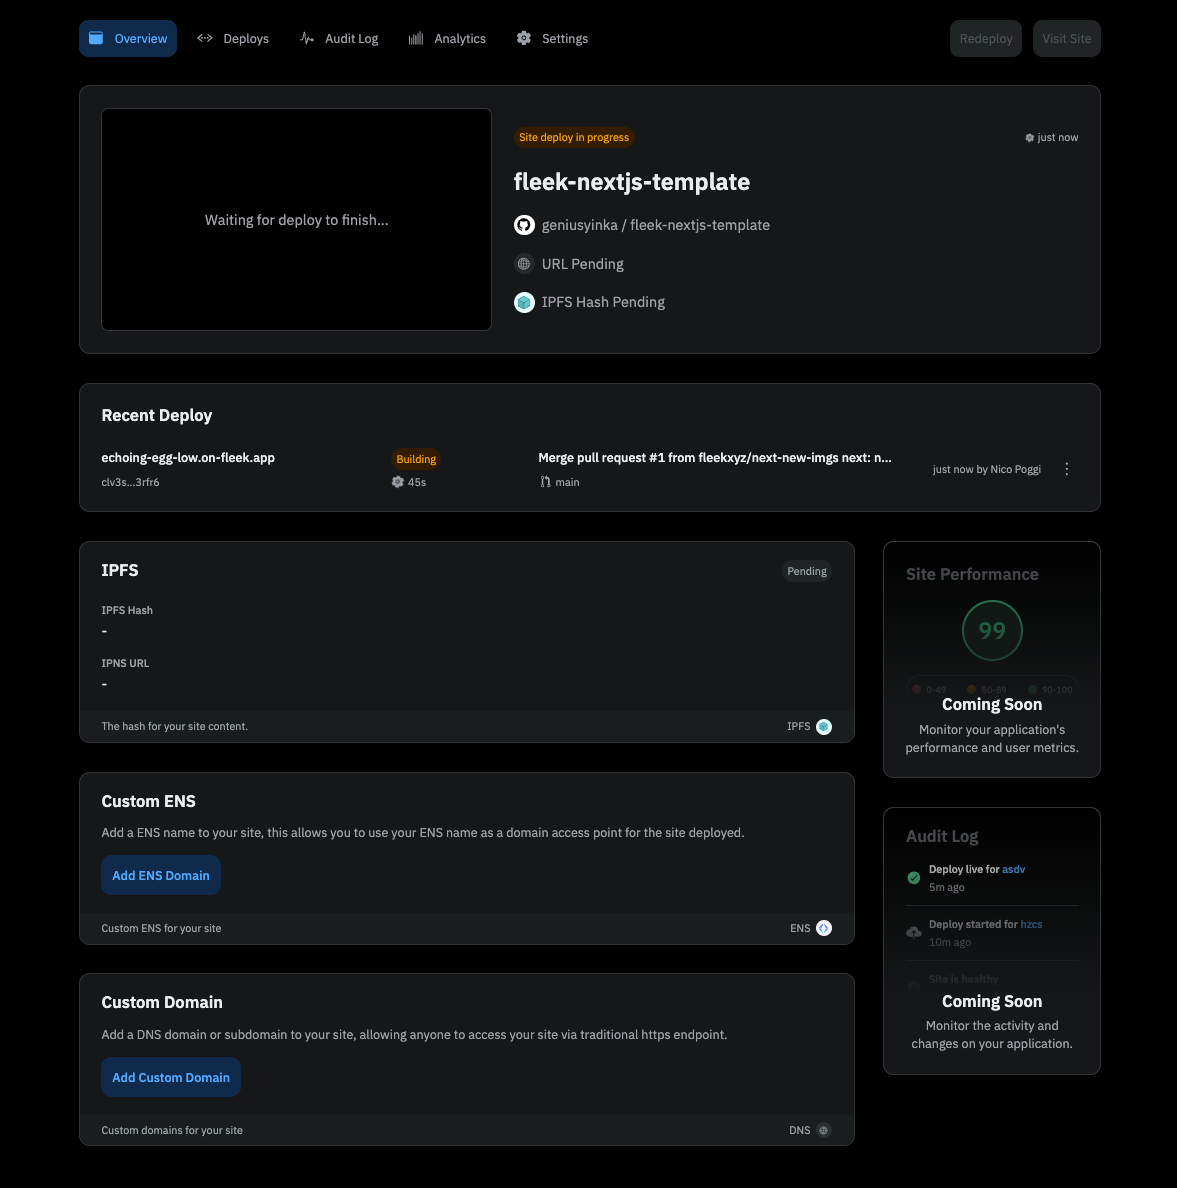 Overview
Deploys
Audit Log
Analytics
Settings
Redeploy
Visit Site
Waiting for deploy to finish...
Site deploy in progress
just now
fleek-nextjs-template
geniusyinka / fleek-nextjs-template
URL Pending
IPFS Hash Pending
Recent Deploy
echoing-egg-low.on-fleek.app
clv3s...3rfr6
Building
45s
Merge pull request #1 from fleekxyz/next-new-imgs next: n...
main
just now by Nico Poggi
IPFS
Pending
IPFS Hash
-
IPNS URL
-
The hash for your site content.
IPFS
Custom ENS
Add a ENS name to your site, this allows you to use your ENS name as a domain access point for the site deployed.
Add ENS Domain
Custom ENS for your site
ENS
Custom Domain
Add a DNS domain or subdomain to your site, allowing anyone to access your site via traditional https endpoint.
Add Custom Domain
Custom domains for your site
DNS
Site Performance
99
0-49
50-89
90-100
Coming Soon
Monitor your application's
performance and user metrics.
Audit Log
Deploy live for asdv
5m ago
Deploy started for hzcs
10m ago
Site is healthy
Coming Soon
Monitor the activity and
changes on your application.